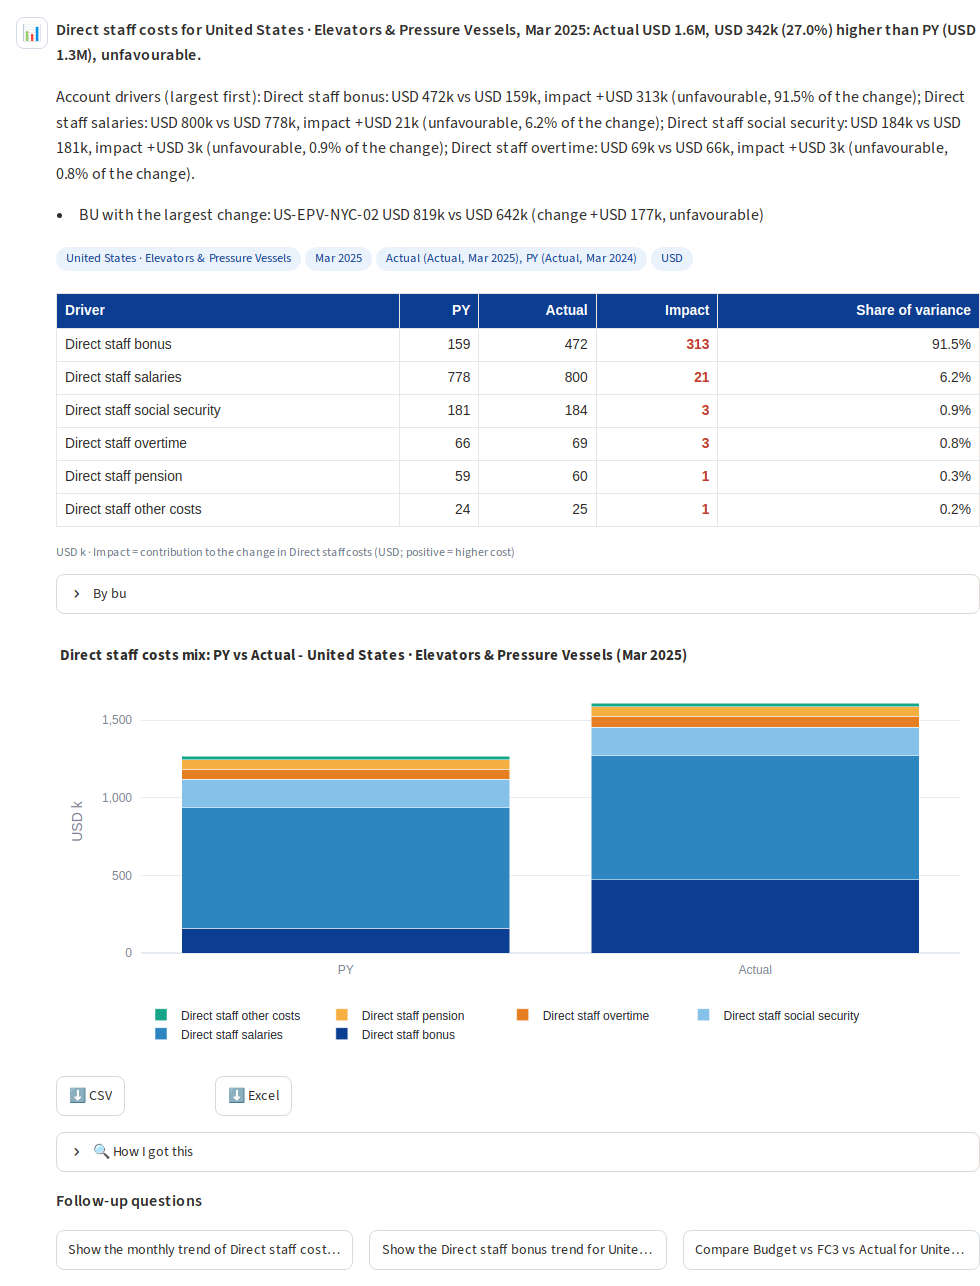 Direct staff costs for United States · Elevators & Pressure Vessels, Mar 2025: Actual USD 1.6M, USD 342k (27.0%) higher than PY (USD
1.3M), unfavourable.
Account drivers (largest first): Direct staff bonus: USD 472k vs USD 159k, impact +USD 313k (unfavourable, 91.5% of the change); Direct
staff salaries: USD 800k vs USD 778k, impact +USD 21k (unfavourable, 6.2% of the change); Direct staff social security: USD 184k vs USD
181k, impact +USD 3k (unfavourable, 0.9% of the change); Direct staff overtime: USD 69k vs USD 66k, impact +USD 3k (unfavourable,
0.8% of the change).
• BU with the largest change: US-EPV-NYC-02 USD 819k vs USD 642k (change +USD 177k, unfavourable)
United States · Elevators & Pressure Vessels Mar 2025 Actual (Actual, Mar 2025), PY (Actual, Mar 2024) USD
Driver PY Actual Impact Share of variance
Direct staff bonus 159 472 313 91.5%
Direct staff salaries 778 800 21 6.2%
Direct staff social security 181 184 3 0.9%
Direct staff overtime 66 69 3 0.8%
Direct staff pension 59 60 1 0.3%
Direct staff other costs 24 25 1 0.2%
USD k · Impact = contribution to the change in Direct staff costs (USD; positive = higher cost)
By bu
Direct staff costs mix: PY vs Actual - United States · Elevators & Pressure Vessels (Mar 2025)
1,500
1,000
500
0
USD k
PY Actual
Direct staff other costs Direct staff pension Direct staff overtime Direct staff social security
Direct staff salaries Direct staff bonus
CSV Excel
How I got this
Follow-up questions
Show the monthly trend of Direct staff cost… Show the Direct staff bonus trend for Unite… Compare Budget vs FC3 vs Actual for Unite…